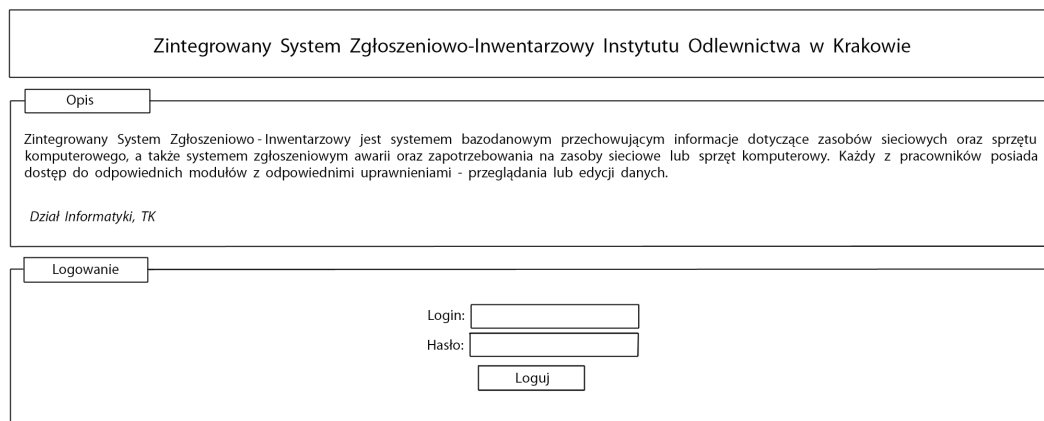 Zintegrowany System Zgłoszeniowo-Inwentarzowy Instytutu Odlewnictwa w Krakowie
Opis
Zintegrowany System Zgłoszeniowo-Inwentarzowy jest systemem bazodanowym przechowującym informacje dotyczące zasobów sieciowych oraz sprzętu
komputerowego, a także systemem zgłoszeniowym awarii oraz zapotrzebowania na zasoby sieciowe lub sprzęt komputerowy. Każdy z pracowników posiada
dostęp do odpowiednich modułów z odpowiednimi uprawnieniami - przeglądania lub edycji danych.
Dział Informatyki, TK
Logowanie
Login:
Hasło:
Loguj